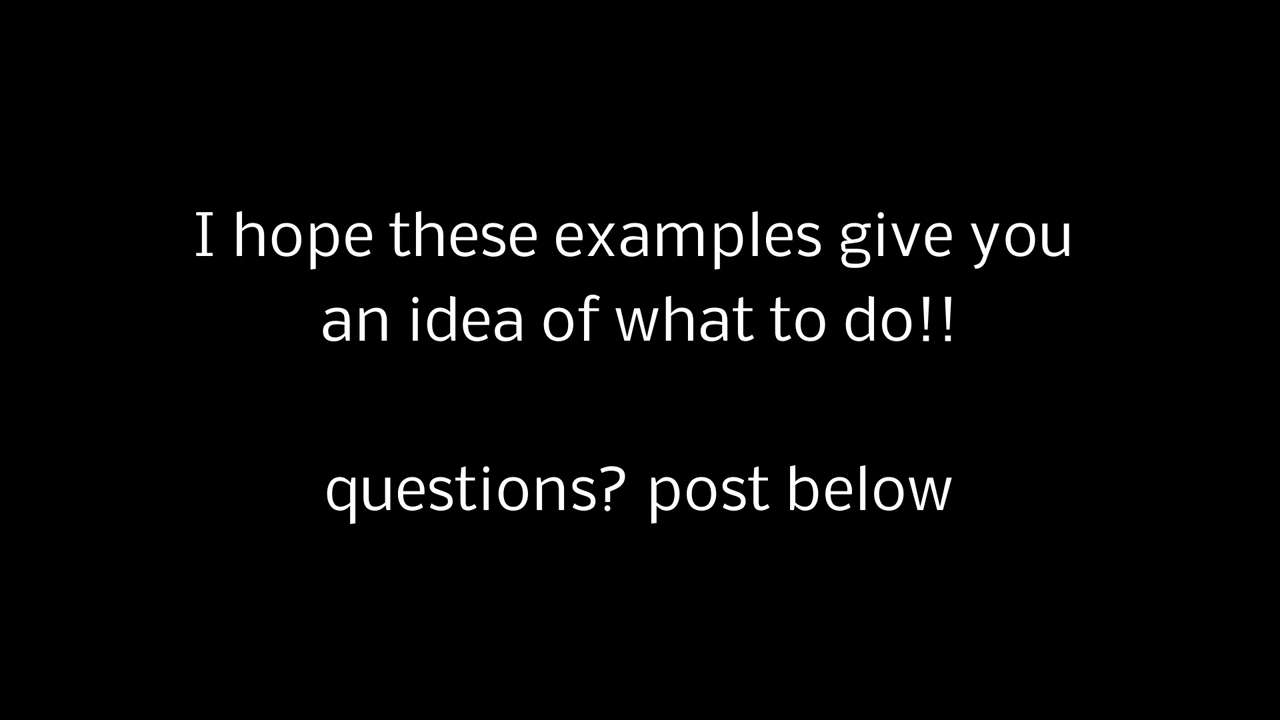 I hope these examples give you
an idea of what to do!!
questions? post below